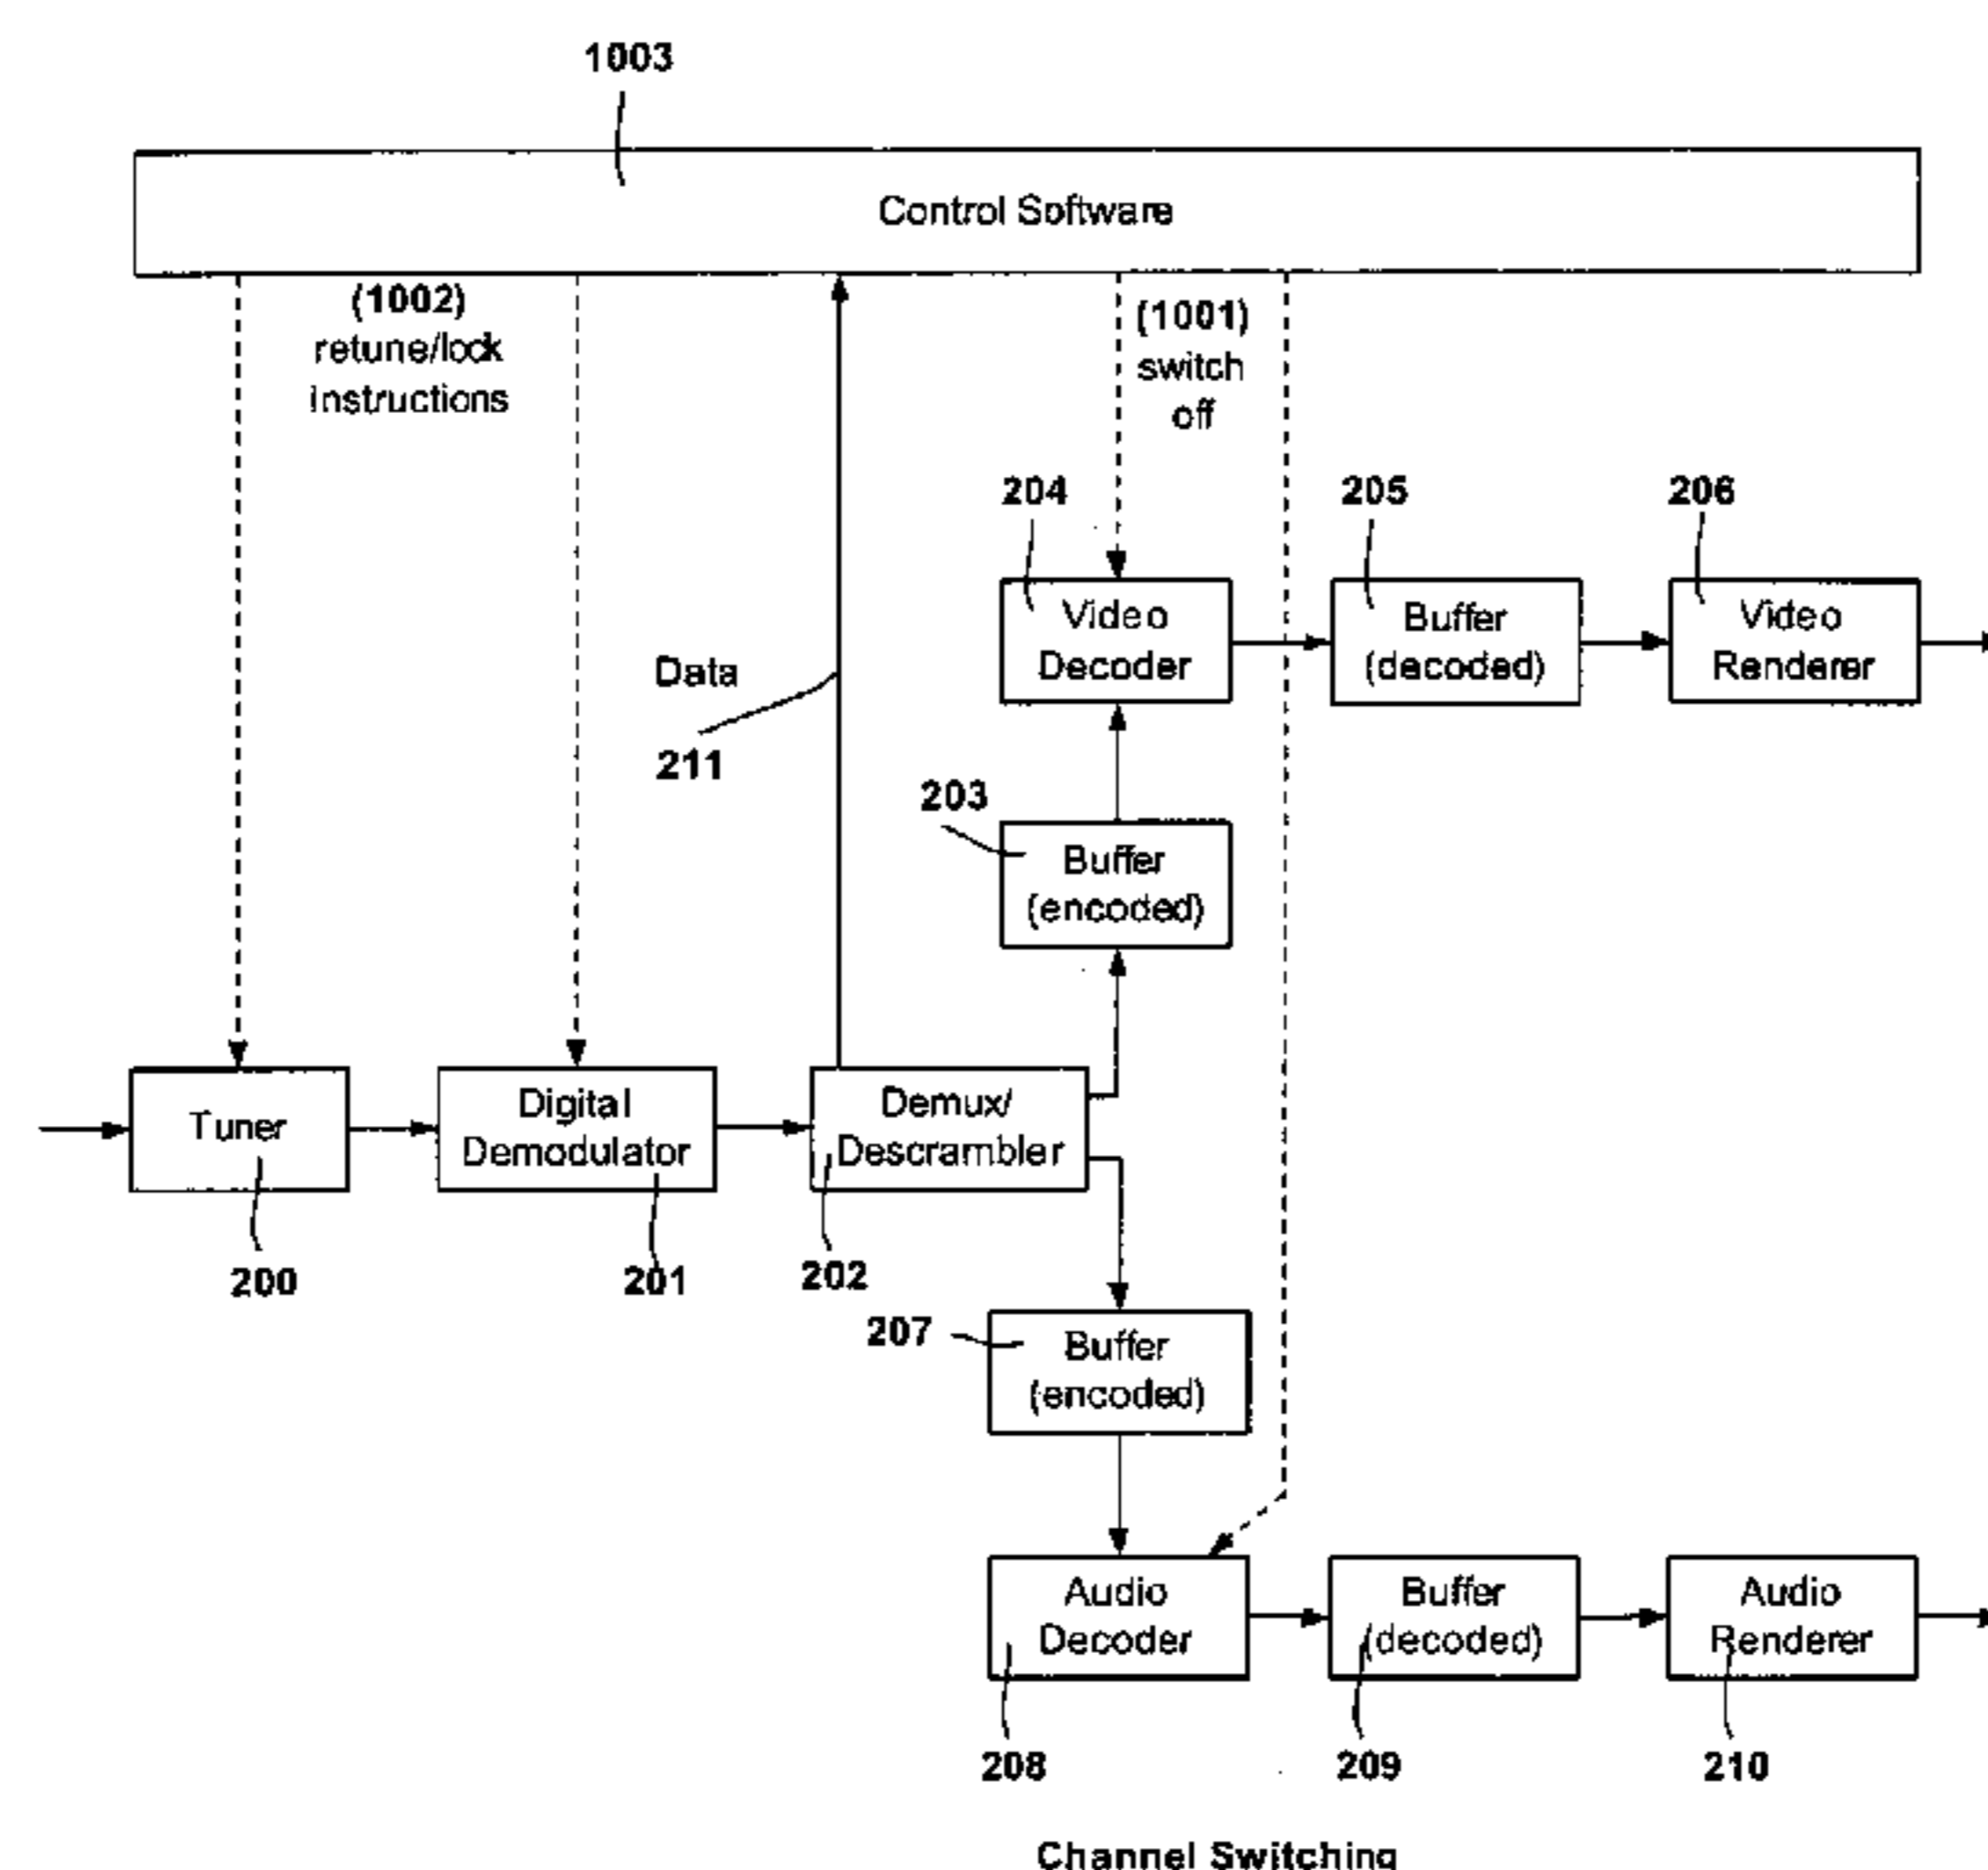 1003
Control Software
(1002)
retune/lock
instructions
(1001)
switch
off
204
205
206
Video
Decoder
Buffer
(decoded)
Video
Renderer
Data
211
203
Buffer
(encoded)
Tuner
Digital
Demodulator
Demux/
Descrambler
200
201
202
207
Buffer
(encoded)
Audio
Decoder
Buffer
(decoded)
Audio
Renderer
208
209
210
Channel Switching